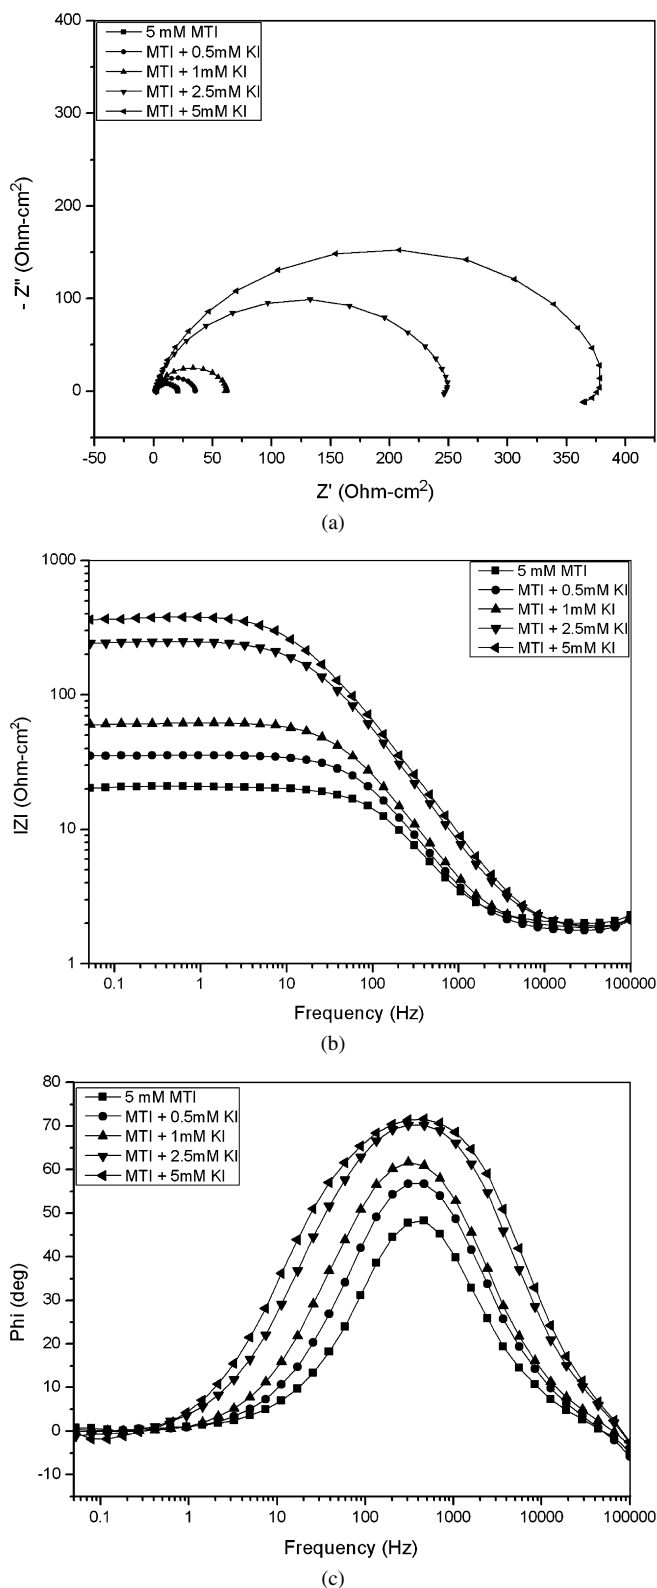 400
5 mM MTI
MTI + 0.5mM KI
MTI + 1mM KI
MTI + 2.5mM KI
MTI + 5mM KI
300
200
100
0
- Z" (Ohm-cm2)
-50 0 50 100 150 200 250 300 350 400
Z' (Ohm-cm2)
(a)
1000
5 mM MTI
MTI + 0.5mM KI
MTI + 1mM KI
MTI + 2.5mM KI
MTI + 5mM KI
100
10
1
IZI (Ohm-cm2)
0.1 1 10 100 1000 10000 100000
Frequency (Hz)
(b)
80
5 mM MTI
MTI + 0.5mM KI
MTI + 1mM KI
MTI + 2.5mM KI
MTI + 5mM KI
70
60
50
40
30
20
10
0
-10
Phi (deg)
0.1 1 10 100 1000 10000 100000
Frequency (Hz)
(c)